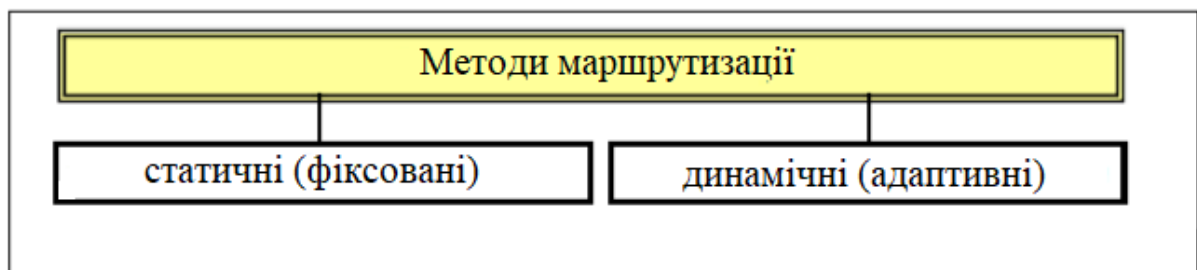 Методи маршрутизації
статичні (фіксовані)
динамічні (адаптивні)